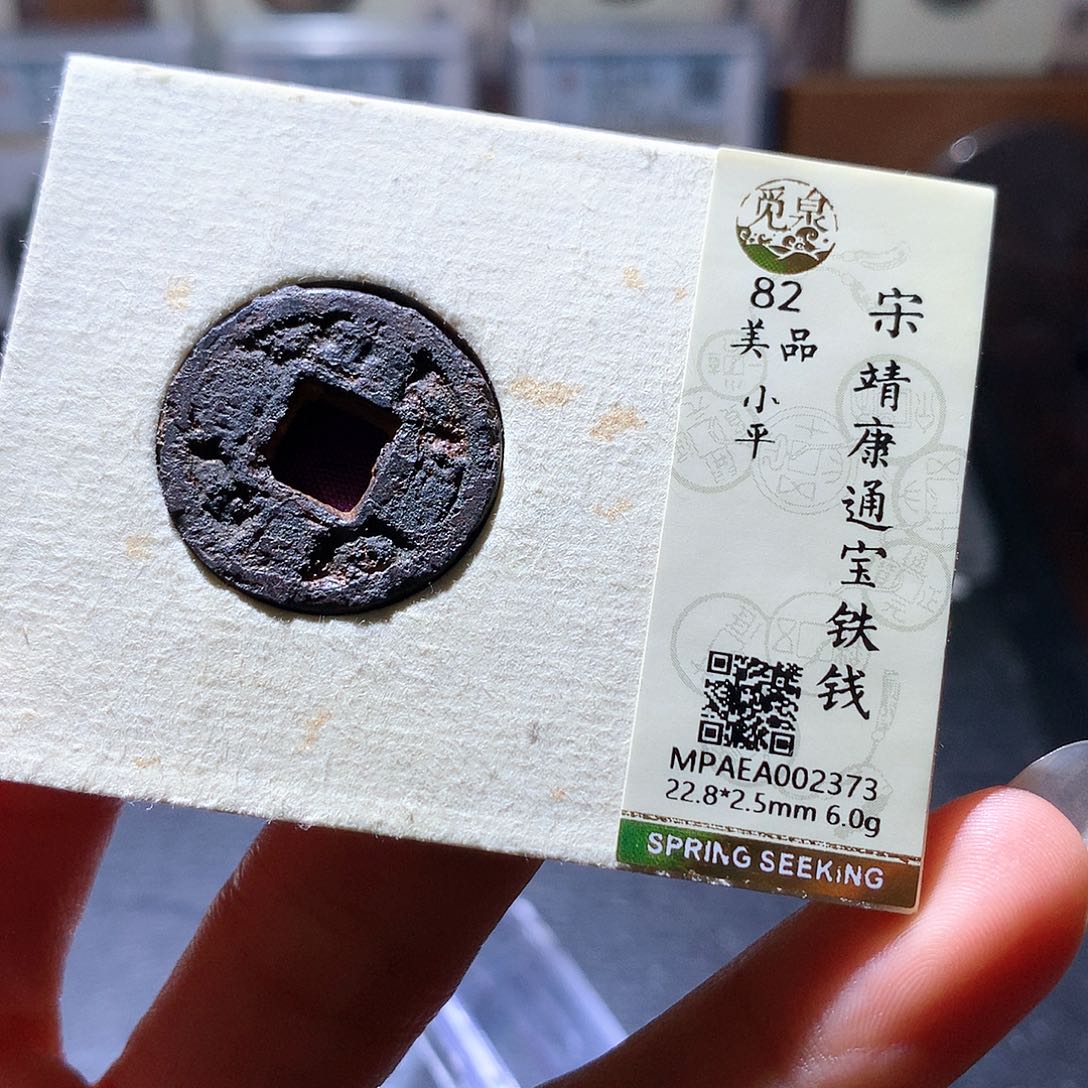 觅泉
82
美品
小平
宋 靖康通宝铁钱
MPAEA002373
22.8*2.5mm 6.0g
SPRING SEEKING